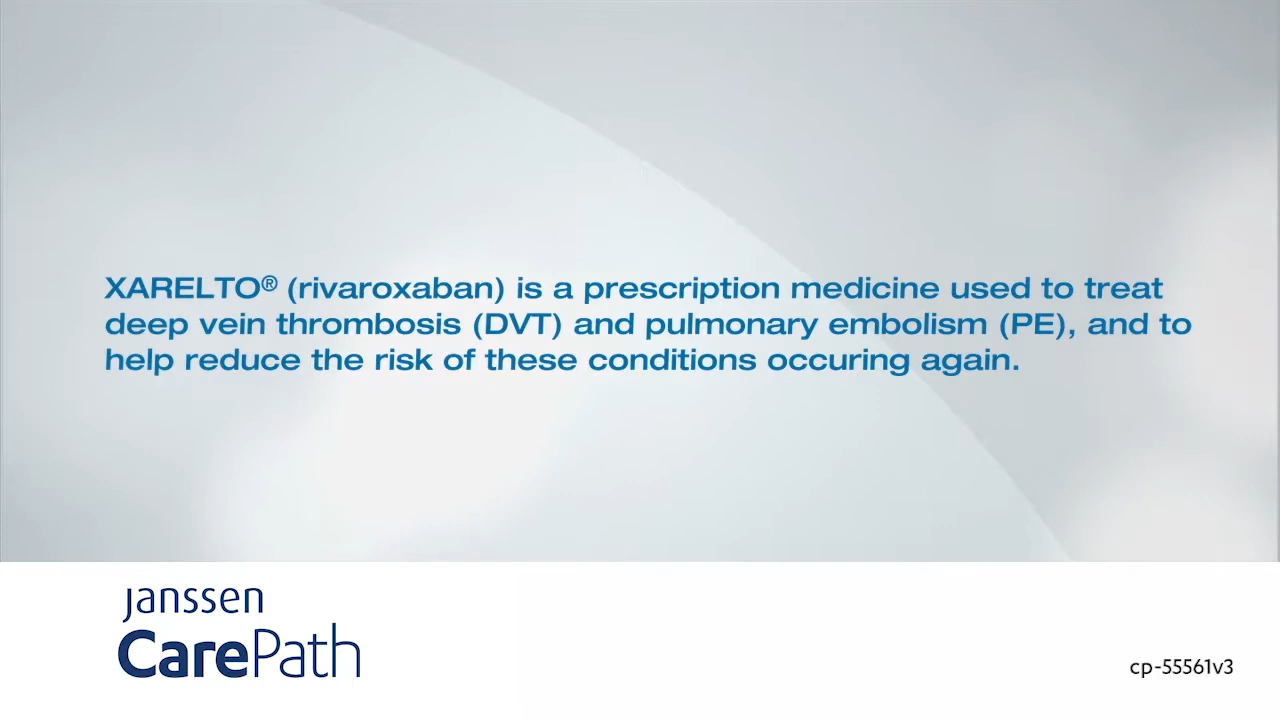 XARELTO® (rivaroxaban) is a prescription medicine used to treat
deep vein thrombosis (DVT) and pulmonary embolism (PE), and to
help reduce the risk of these conditions occuring again.
Janssen
CarePath
cp-55561v3